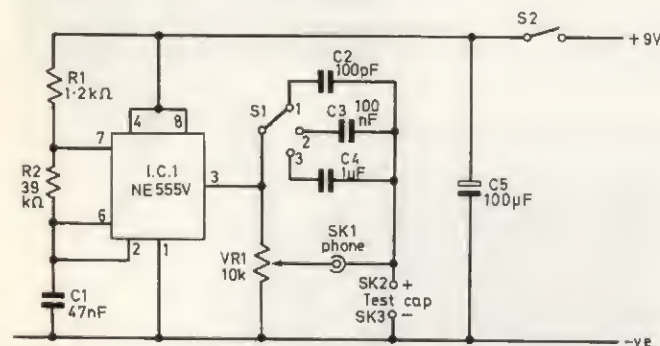 S2
+9V
R1
1·2kΩ
C2
100pF
S1
1
4
8
C3
100
nF
2
7
3
R2
39
kΩ
I.C.1
NE555V
3
C4
1µF
C5
100µF
6
SK1
phone
2
1
VR1
10k
SK2
+
Test cap
SK3
−
C1
47nF
−ve